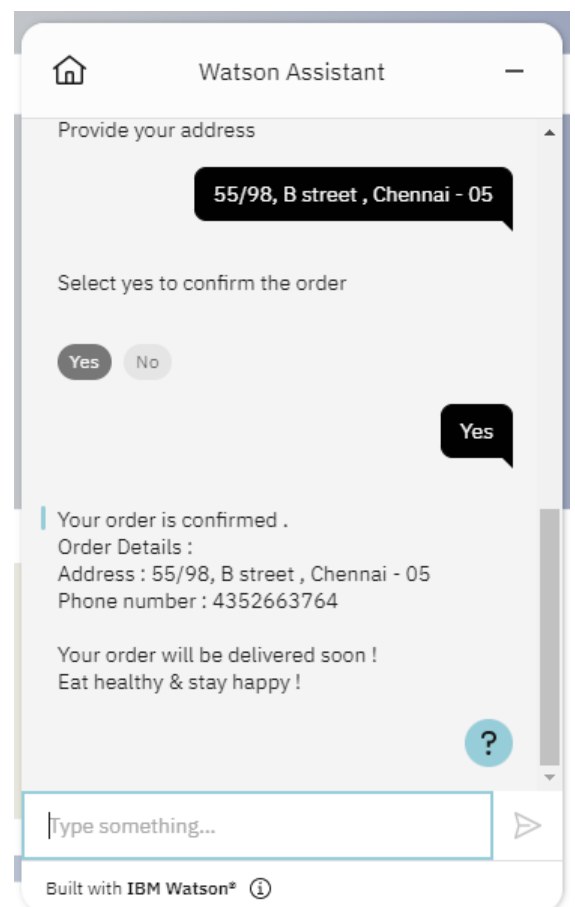 Watson Assistant
Provide your address
55/98, B street , Chennai - 05
Select yes to confirm the order
Yes No
Yes
Your order is confirmed .
Order Details :
Address : 55/98, B street , Chennai - 05
Phone number : 4352663764
Your order will be delivered soon !
Eat healthy & stay happy !
?
Type something...
Built with IBM Watson®